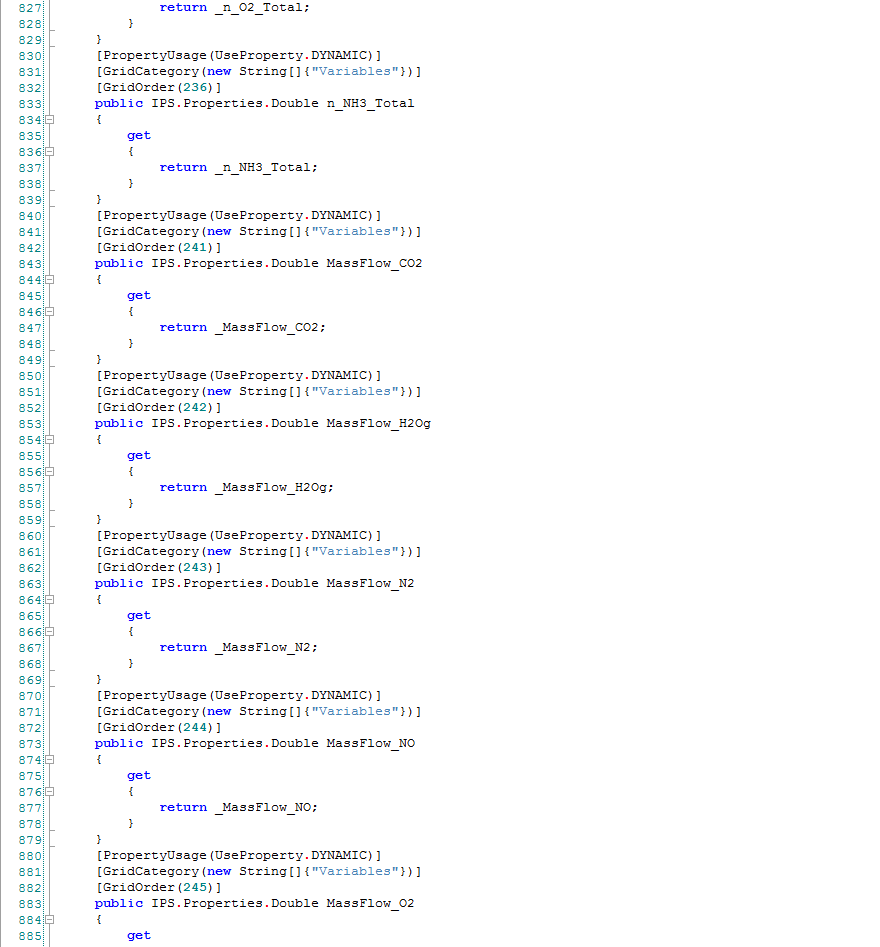 827 return _n_O2_Total;
828 }
829 }
830 [PropertyUsage(UseProperty.DYNAMIC)]
831 [GridCategory(new String[]{"Variables"})]
832 [GridOrder(236)]
833 public IPS.Properties.Double n_NH3_Total
834 {
835 get
836 {
837 return _n_NH3_Total;
838 }
839 }
840 [PropertyUsage(UseProperty.DYNAMIC)]
841 [GridCategory(new String[]{"Variables"})]
842 [GridOrder(241)]
843 public IPS.Properties.Double MassFlow_CO2
844 {
845 get
846 {
847 return _MassFlow_CO2;
848 }
849 }
850 [PropertyUsage(UseProperty.DYNAMIC)]
851 [GridCategory(new String[]{"Variables"})]
852 [GridOrder(242)]
853 public IPS.Properties.Double MassFlow_H2Og
854 {
855 get
856 {
857 return _MassFlow_H2Og;
858 }
859 }
860 [PropertyUsage(UseProperty.DYNAMIC)]
861 [GridCategory(new String[]{"Variables"})]
862 [GridOrder(243)]
863 public IPS.Properties.Double MassFlow_N2
864 {
865 get
866 {
867 return _MassFlow_N2;
868 }
869 }
870 [PropertyUsage(UseProperty.DYNAMIC)]
871 [GridCategory(new String[]{"Variables"})]
872 [GridOrder(244)]
873 public IPS.Properties.Double MassFlow_NO
874 {
875 get
876 {
877 return _MassFlow_NO;
878 }
879 }
880 [PropertyUsage(UseProperty.DYNAMIC)]
881 [GridCategory(new String[]{"Variables"})]
882 [GridOrder(245)]
883 public IPS.Properties.Double MassFlow_O2
884 {
885 get